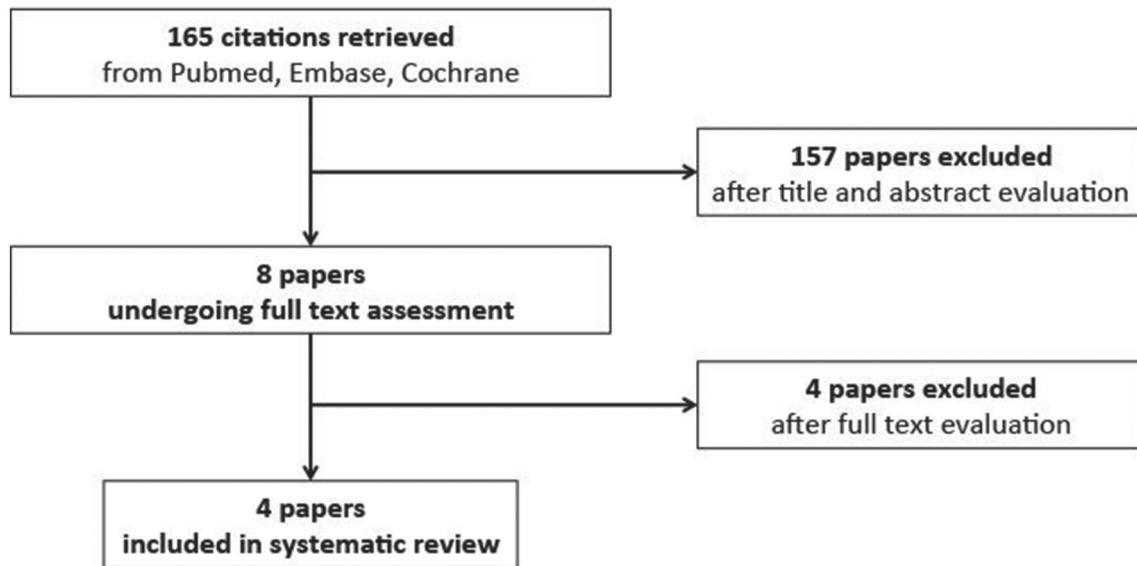 165 citations retrieved
from Pubmed, Embase, Cochrane
157 papers excluded
after title and abstract evaluation
8 papers
undergoing full text assessment
4 papers excluded
after full text evaluation
4 papers
included in systematic review